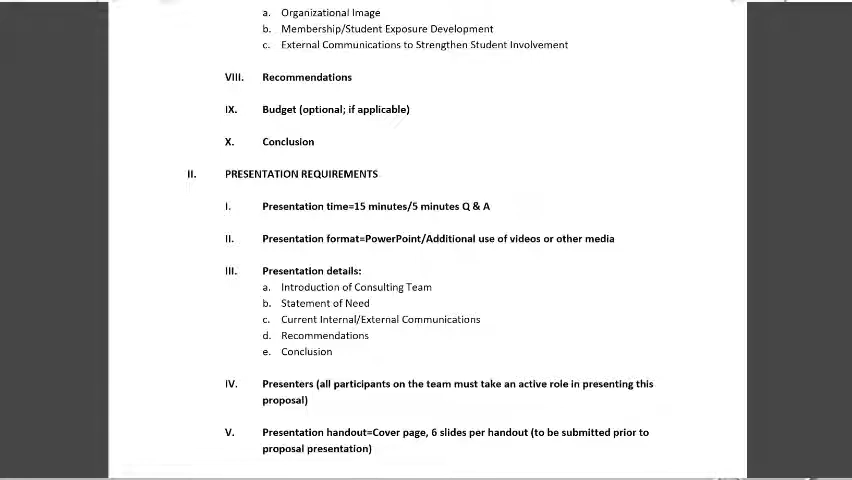 a. Organizational Image
b. Membership/Student Exposure Development
c. External Communications to Strengthen Student Involvement
VIII. Recommendations
IX. Budget (optional; if applicable)
X. Conclusion
II. PRESENTATION REQUIREMENTS
I. Presentation time=15 minutes/5 minutes Q & A
II. Presentation format=PowerPoint/Additional use of videos or other media
III. Presentation details:
a. Introduction of Consulting Team
b. Statement of Need
c. Current Internal/External Communications
d. Recommendations
e. Conclusion
IV. Presenters (all participants on the team must take an active role in presenting this
proposal)
V. Presentation handout=Cover page, 6 slides per handout (to be submitted prior to
proposal presentation)